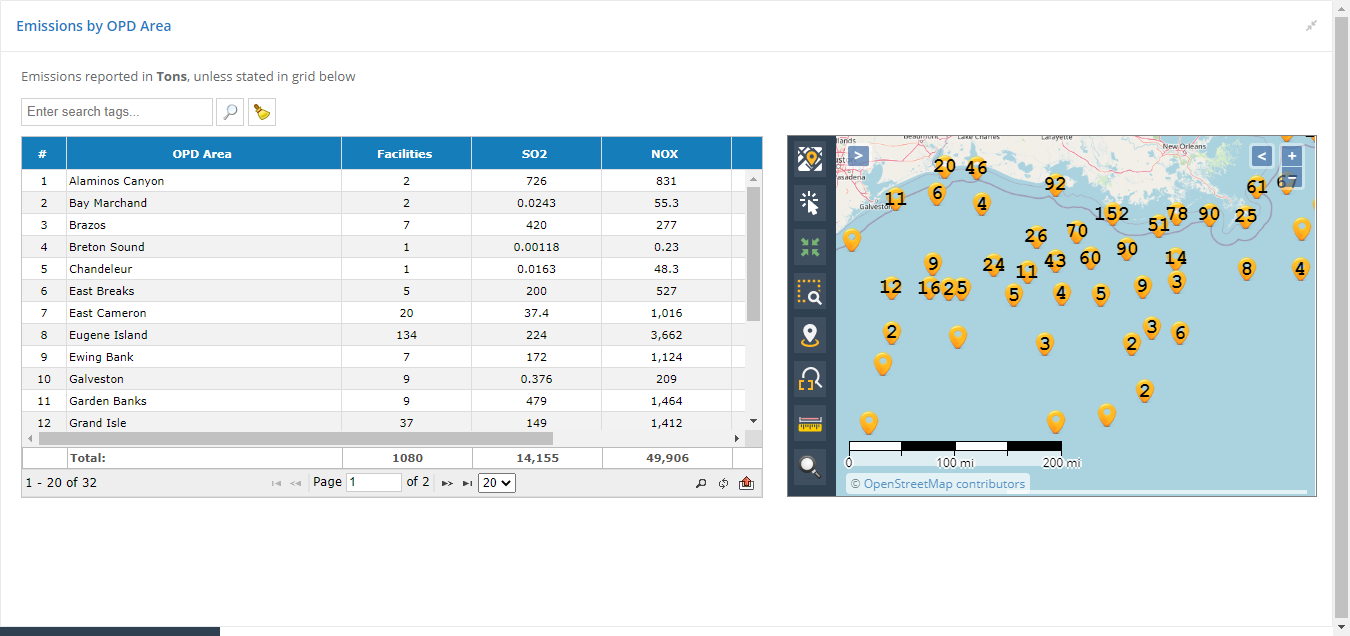 Emissions by OPD Area
Emissions reported in Tons, unless stated in grid below
Enter search tags...
# OPD Area Facilities SO2 NOX
1 Alaminos Canyon 2 726 831
2 Bay Marchand 2 0.0243 55.3
3 Brazos 7 420 277
4 Breton Sound 1 0.00118 0.23
5 Chandeleur 1 0.0163 48.3
6 East Breaks 5 200 527
7 East Cameron 20 37.4 1,016
8 Eugene Island 134 224 3,662
9 Ewing Bank 7 172 1,124
10 Galveston 9 0.376 209
11 Garden Banks 9 479 1,464
12 Grand Isle 37 149 1,412
Total: 1080 14,155 49,906
1 - 20 of 32 Page 1 of 2 20
Lake Charles Lafayette
> New Orleans < +
−
asadena
Galveston
20 46
11 6 4 92 61 67
152 51 78 90 25
26 70
9 24 11 43 60 90 14 8 4
12 16 2 5 5 4 5 9 3
2 3 2 3 6
2
0 100 mi 200 mi
© OpenStreetMap contributors